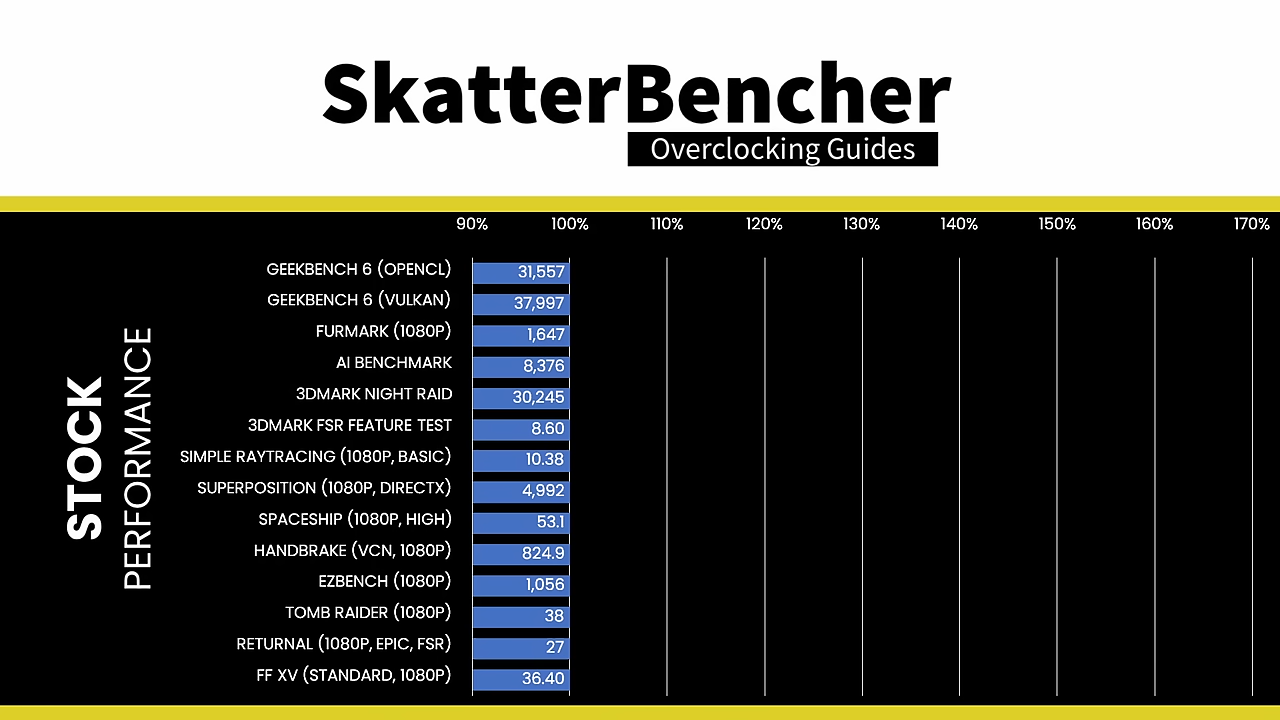 SkatterBencher
Overclocking Guides
90% 100% 110% 120% 130% 140% 150% 160% 170%
STOCK
PERFORMANCE
GEEKBENCH 6 (OPENCL) 31,557
GEEKBENCH 6 (VULKAN) 37,997
FURMARK (1080P) 1,647
AI BENCHMARK 8,376
3DMARK NIGHT RAID 30,245
3DMARK FSR FEATURE TEST 8.60
SIMPLE RAYTRACING (1080P, BASIC) 10.38
SUPERPOSITION (1080P, DIRECTX) 4,992
SPACESHIP (1080P, HIGH) 53.1
HANDBRAKE (VCN, 1080P) 824.9
EZBENCH (1080P) 1,056
TOMB RAIDER (1080P) 38
RETURNAL (1080P, EPIC, FSR) 27
FF XV (STANDARD, 1080P) 36.40